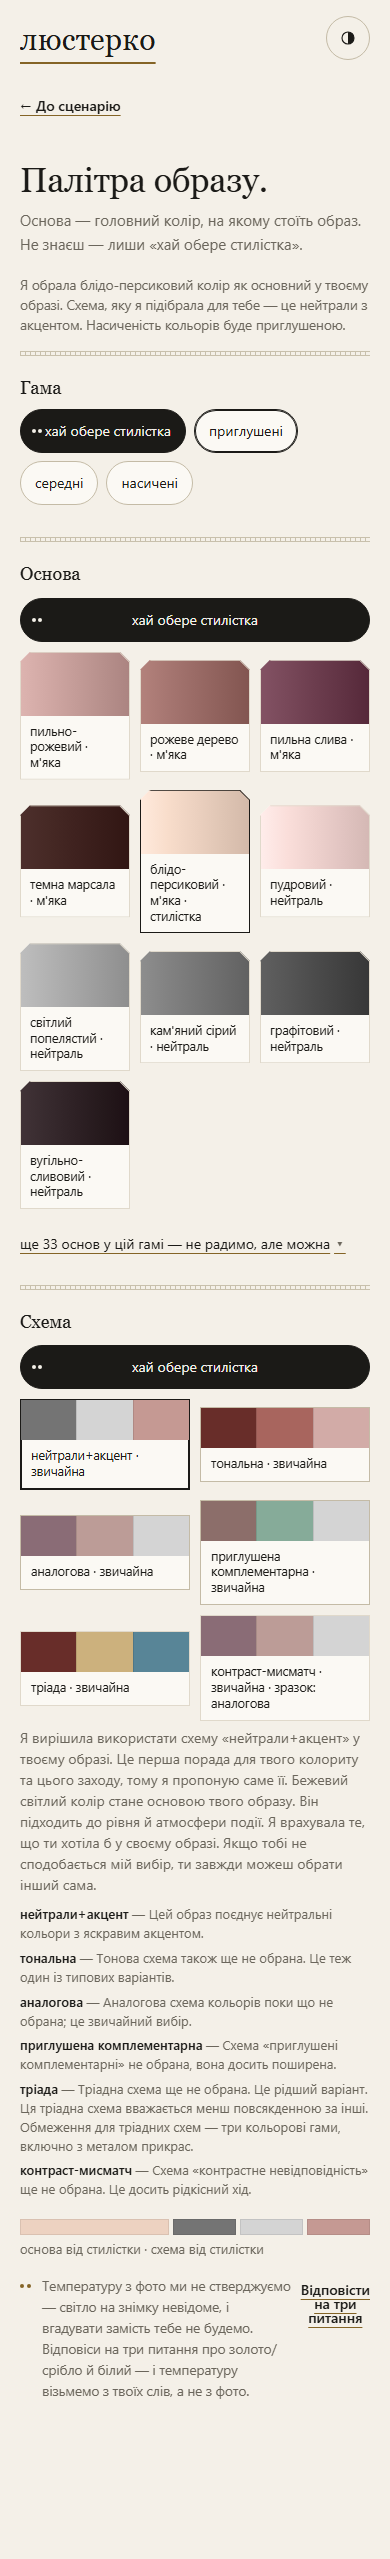 люстерко
← До сценарію
Палітра образу.
Основа — головний колір, на якому стоїть образ.
Не знаєш — лиши «хай обере стилістка».
Я обрала блідо-персиковий колір як основний у твоєму
образі. Схема, яку я підібрала для тебе — це нейтрали з
акцентом. Насиченість кольорів буде приглушеною.
Гама
хай обере стилістка
приглушені
середні
насичені
Основа
хай обере стилістка
пильно-
рожевий ·
м'яка
рожеве дерево
· м'яка
пильна слива ·
м'яка
темна марсала
· м'яка
блідо-
персиковий ·
м'яка ·
стилістка
пудровий ·
нейтраль
світлий
попелястий ·
нейтраль
кам'яний сірий
· нейтраль
графітовий ·
нейтраль
вугільно-
сливовий ·
нейтраль
ще 33 основ у цій гамі — не радимо, але можна ▾
Схема
хай обере стилістка
нейтрали+акцент ·
звичайна
тональна · звичайна
аналогова · звичайна
приглушена
комплементарна ·
звичайна
тріада · звичайна
контраст-мисматч ·
звичайна · зразок:
аналогова
Я вирішила використати схему «нейтрали+акцент» у
твоєму образі. Це перша порада для твого колориту
та цього заходу, тому я пропоную саме її. Бежевий
світлий колір стане основою твого образу. Він
підходить до рівня й атмосфери події. Я врахувала те,
що ти хотіла б у своєму образі. Якщо тобі не
сподобається мій вибір, ти завжди можеш обрати
інший сама.
нейтрали+акцент — Цей образ поєднує нейтральні
кольори з яскравим акцентом.
тональна — Тонова схема також ще не обрана. Це теж
один із типових варіантів.
аналогова — Аналогова схема кольорів поки що не
обрана; це звичайний вибір.
приглушена комплементарна — Схема «приглушені
комплементарні» не обрана, вона досить поширена.
тріада — Тріадна схема ще не обрана. Це рідший варіант.
Ця тріадна схема вважається менш повсякденною за інші.
Обмеження для тріадних схем — три кольорові гами,
включно з металом прикрас.
контраст-мисматч — Схема «контрастне невідповідність»
ще не обрана. Це досить рідкісний хід.
основа від стилістки · схема від стилістки
Температуру з фото ми не стверджуємо
— світло на знімку невідоме, і
вгадувати замість тебе не будемо.
Відповіси на три питання про золото/
срібло й білий — і температуру
візьмемо з твоїх слів, а не з фото.
Відповісти
на три
питання